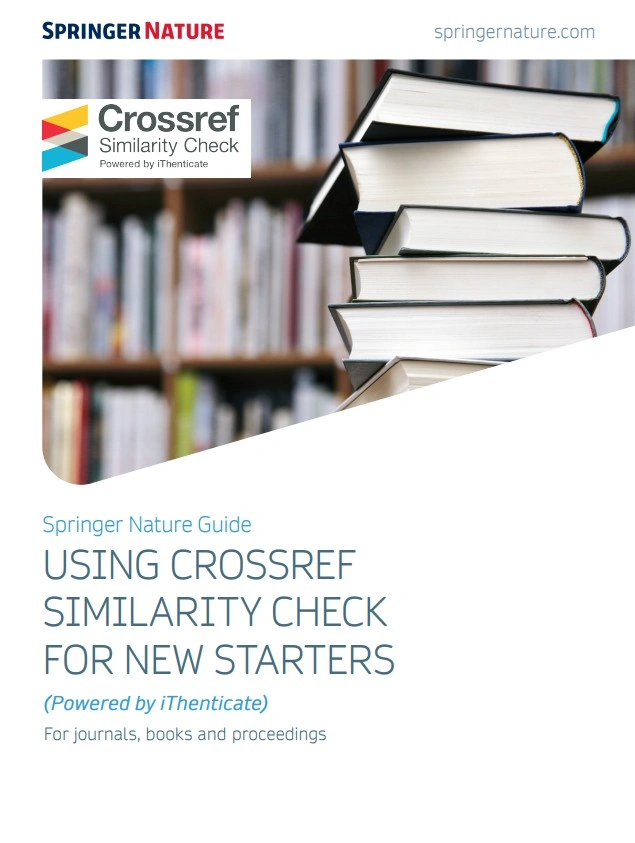 SPRINGER NATURE
springernature.com
Crossref
Similarity Check
Powered by iThenticate
Springer Nature Guide
USING CROSSREF
SIMILARITY CHECK
FOR NEW STARTERS
(Powered by iThenticate)
For journals, books and proceedings